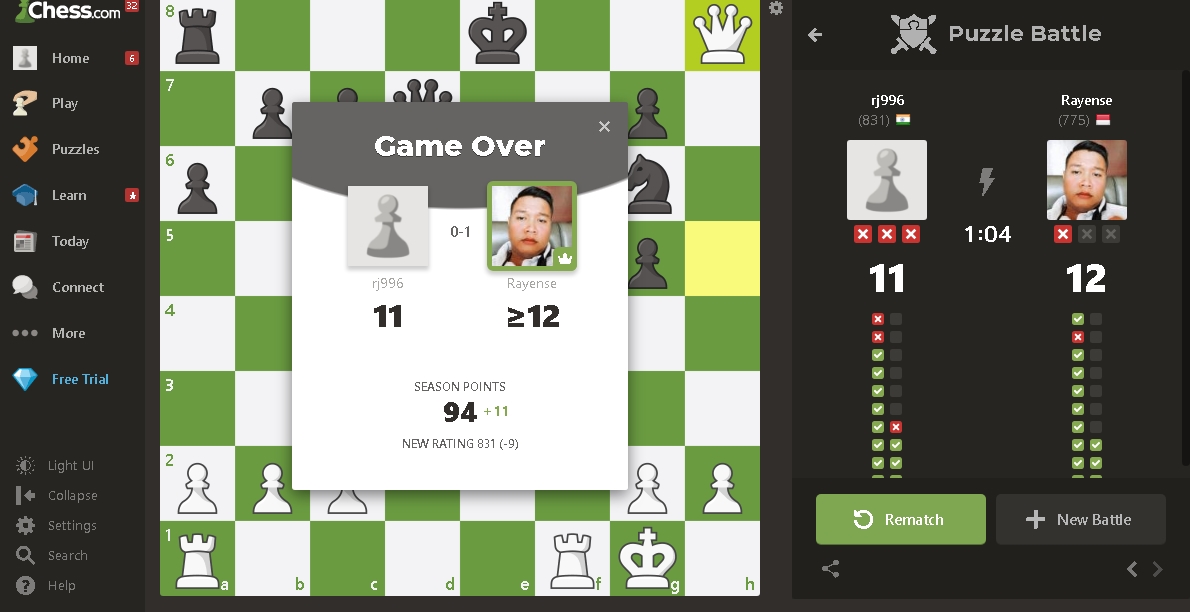 Chess.com
32
Home
6
Play
Puzzles
Learn
Today
Connect
More
Free Trial
Light UI
Collapse
Settings
Search
Help
8
7
6
5
4
3
2
1
a
b
c
d
e
f
g
h
Game Over
0-1
rj996
Rayense
11
≥12
SEASON POINTS
94 +11
NEW RATING 831 (-9)
Puzzle Battle
rj996
Rayense
(831)
(775)
1:04
11
12
Rematch
New Battle